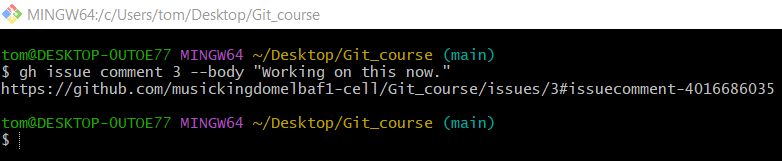 MINGW64:/c/Users/tom/Desktop/Git_course
tom@DESKTOP-OUTOE77 MINGW64 ~/Desktop/Git_course (main)
$ gh issue comment 3 --body "Working on this now."
https://github.com/musickingdomelbaf1-cell/Git_course/issues/3#issuecomment-4016686035
tom@DESKTOP-OUTOE77 MINGW64 ~/Desktop/Git_course (main)
$